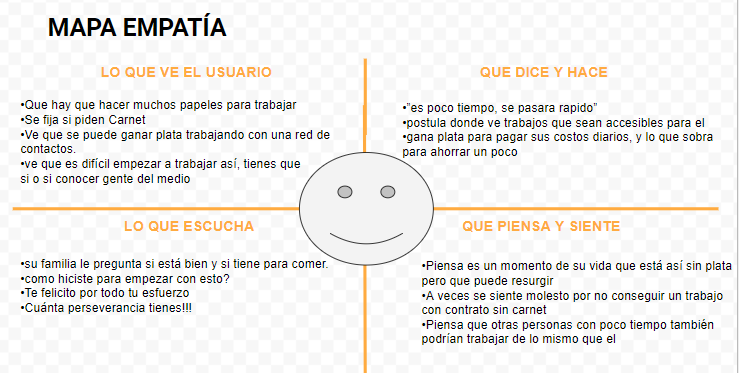 MAPA EMPATÍA
LO QUE VE EL USUARIO
•Que hay que hacer muchos papeles para trabajar
•Se fija si piden Carnet
•Ve que se puede ganar plata trabajando con una red de
contactos.
•ve que es difícil empezar a trabajar así, tienes que
si o si conocer gente del medio
QUE DICE Y HACE
•”es poco tiempo, se pasara rapido”
•postula donde ve trabajos que sean accesibles para el
•gana plata para pagar sus costos diarios, y lo que sobra
para ahorrar un poco
LO QUE ESCUCHA
•su familia le pregunta si está bien y si tiene para comer.
•como hiciste para empezar con esto?
•Te felicito por todo tu esfuerzo
•Cuánta perseverancia tienes!!!
QUE PIENSA Y SIENTE
•Piensa es un momento de su vida que está así sin plata
pero que puede resurgir
•A veces se siente molesto por no conseguir un trabajo
con contrato sin carnet
•Piensa que otras personas con poco tiempo también
podrían trabajar de lo mismo que el